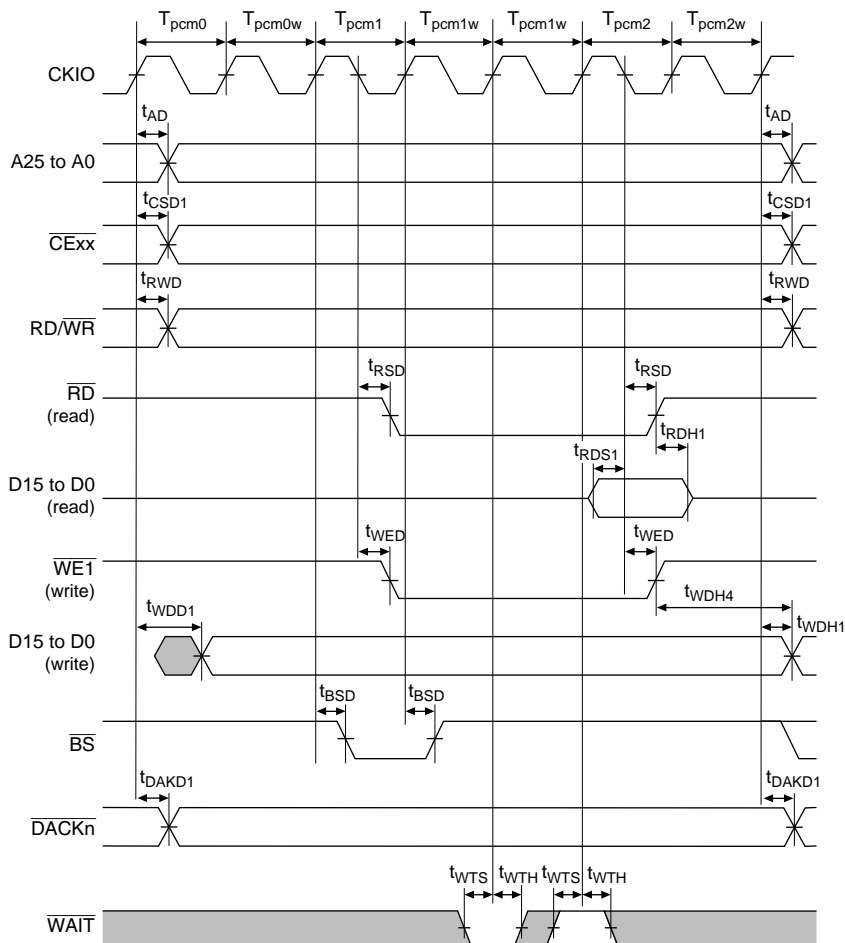 Tpcm0 Tpcm0w Tpcm1 Tpcm1w Tpcm1w Tpcm2 Tpcm2w
CKIO
tAD tAD
A25 to A0
tCSD1 tCSD1
CExx
tRWD tRWD
RD/WR
tRSD tRSD
RD
(read)
tRDH1
tRDS1
D15 to D0
(read)
tWED tWED
WE1
(write)
tWDH4
tWDD1 tWDH1
D15 to D0
(write)
tBSD tBSD
BS
tDAKD1 tDAKD1
DACKn
tWTS tWTH tWTS tWTH
WAIT